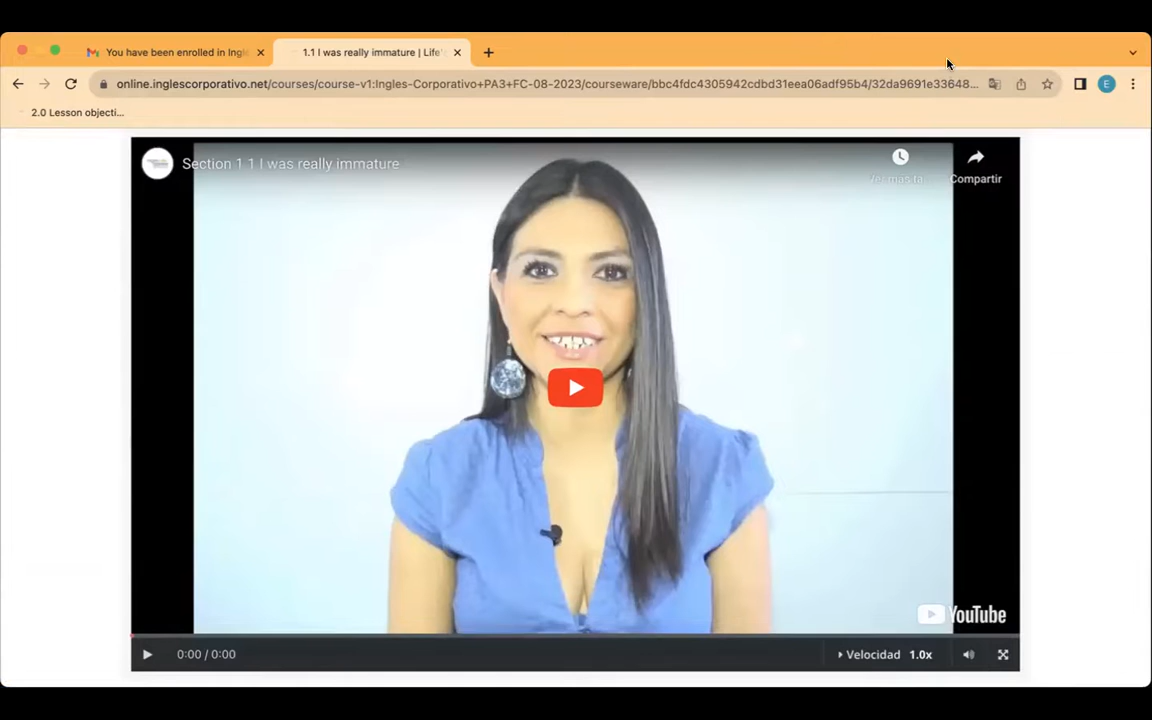 You have been enrolled in Ingl
1.1 I was really immature | Life'
online.inglescorporativo.net/courses/course-v1:Ingles-Corporativo+PA3+FC-08-2023/courseware/bbc4fdc4305942cdbd31eea06adf95b4/32da9691e33648...
E
2.0 Lesson objecti...
Section 1 1 I was really immature
Compartir
YouTube
0:00 / 0:00
Velocidad 1.0x